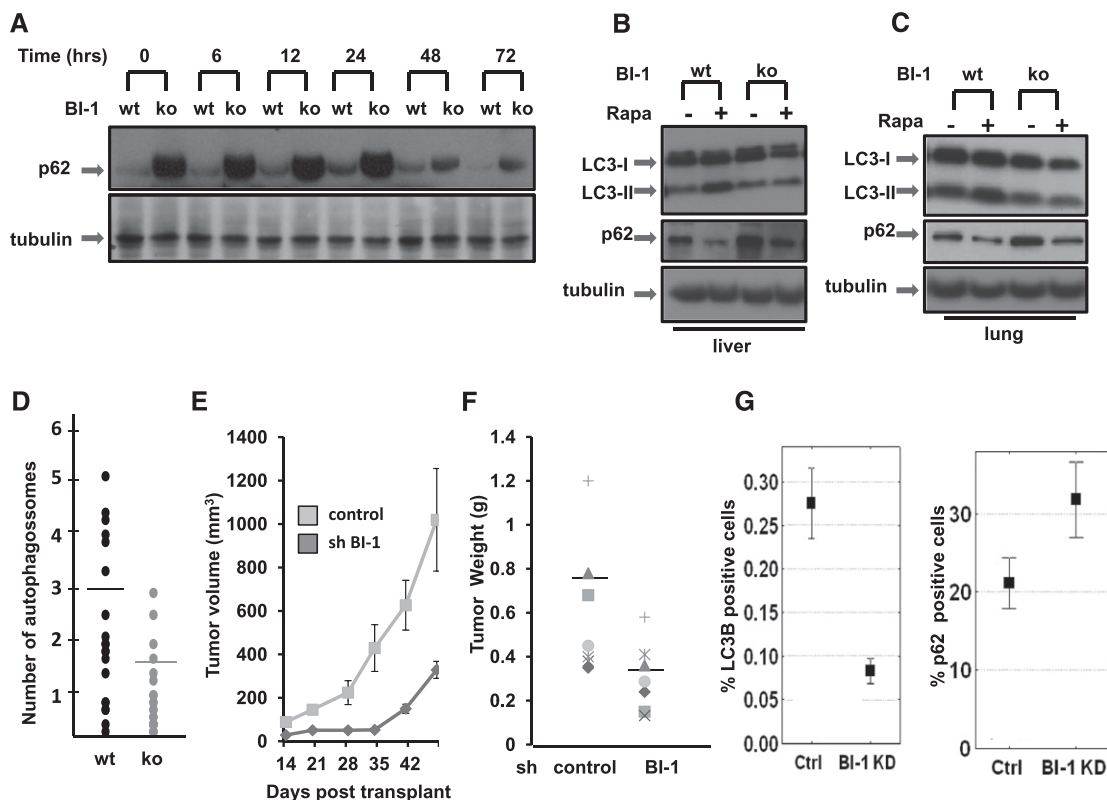 A
Time (hrs) 0 6 12 24 48 72
BI-1 wt ko wt ko wt ko wt ko wt ko wt ko
p62
tubulin
B
BI-1 wt ko
Rapa - + - +
LC3-I
LC3-II
p62
tubulin
liver
C
BI-1 wt ko
Rapa - + - +
LC3-I
LC3-II
p62
tubulin
lung
D
Number of autophagossomes
6
5
4
3
2
1
wt ko
E
Tumor volume (mm³)
1400
1200
1000
800
600
400
200
0
control
sh BI-1
14 21 28 35 42
Days post transplant
F
Tumor Weight (g)
1.4
1.2
1
0.8
0.6
0.4
0.2
0
sh control BI-1
G
% LC3B positive cells
0.30
0.25
0.20
0.15
0.10
0.05
0.00
Ctrl BI-1 KD
% p62 positive cells
30
20
10
0
Ctrl BI-1 KD